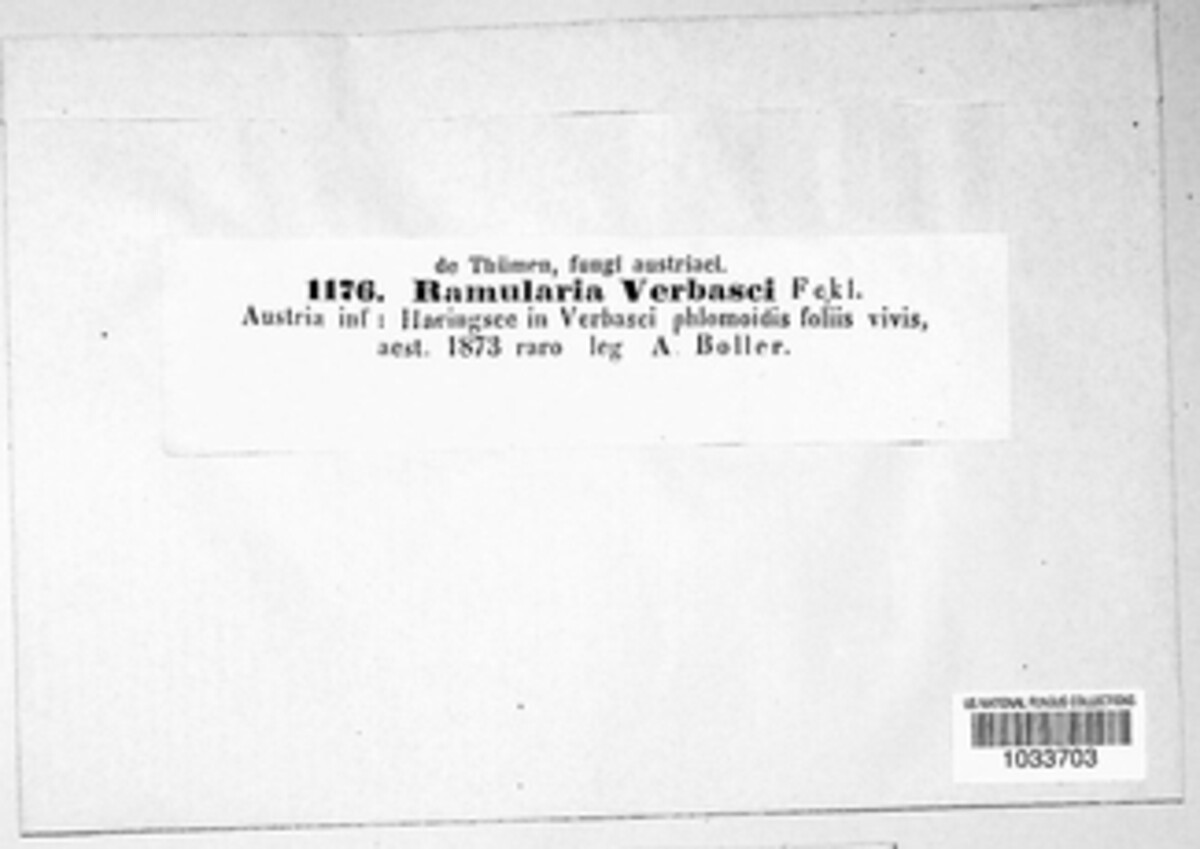 de Thümen, fungi austriaci.
1176. Ramularia Verbasci Fckl.
Austria inf: Haringsee in Verbasci phlomoidis foliis vivis,
aest. 1873 raro leg A. Boller.
US NATIONAL FUNGUS COLLECTIONS
1033703